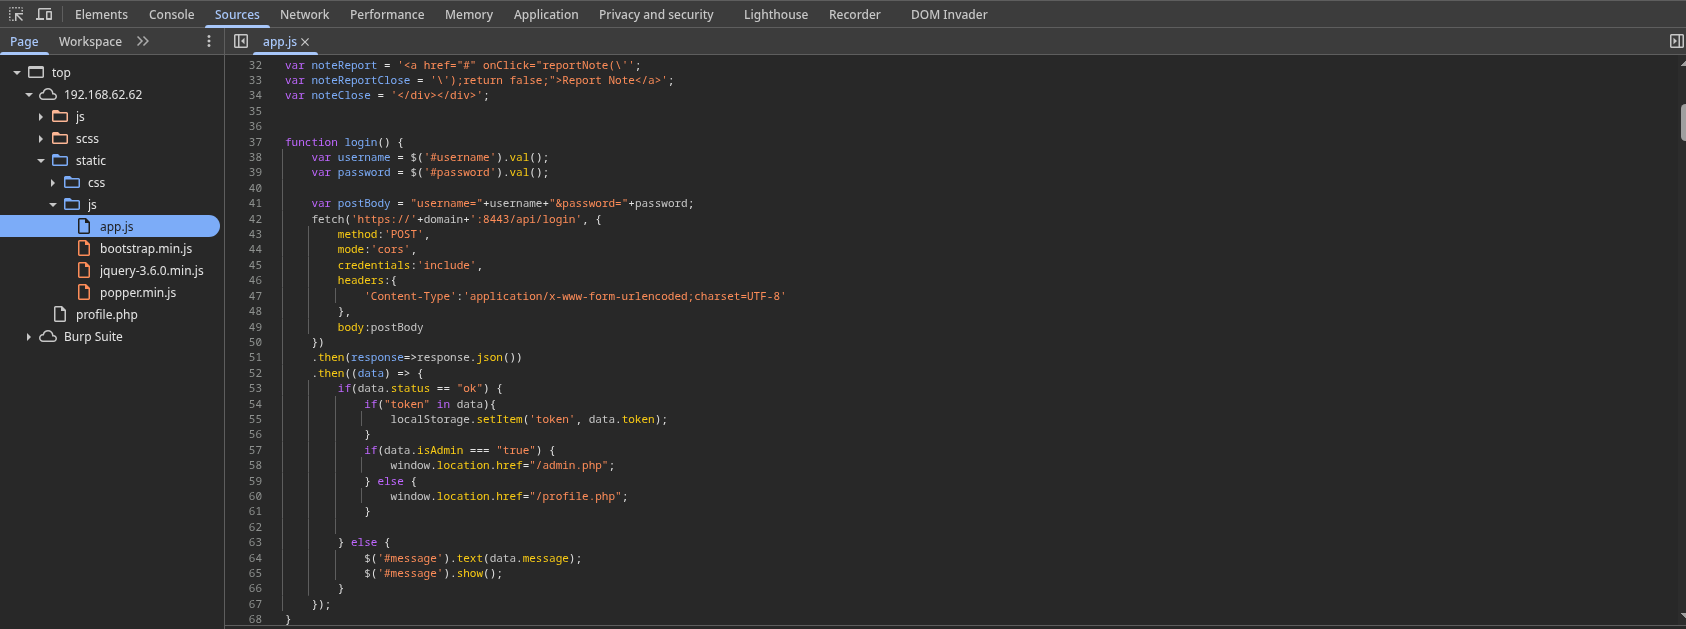 Elements Console Sources Network Performance Memory Application Privacy and security Lighthouse Recorder DOM Invader
Page Workspace
app.js
top
192.168.62.62
js
scss
static
css
js
app.js
bootstrap.min.js
jquery-3.6.0.min.js
popper.min.js
profile.php
Burp Suite
32 var noteReport = '<a href="#" onClick="reportNote(\'';
33 var noteReportClose = '\');return false;">Report Note</a>';
34 var noteClose = '</div></div>';
35
36
37 function login() {
38     var username = $('#username').val();
39     var password = $('#password').val();
40
41     var postBody = "username="+username+"&password="+password;
42     fetch('https://'+domain+':8443/api/login', {
43         method:'POST',
44         mode:'cors',
45         credentials:'include',
46         headers:{
47             'Content-Type':'application/x-www-form-urlencoded;charset=UTF-8'
48         },
49         body:postBody
50     })
51     .then(response=>response.json())
52     .then((data) => {
53         if(data.status == "ok") {
54             if("token" in data){
55                 localStorage.setItem('token', data.token);
56             }
57             if(data.isAdmin === "true") {
58                 window.location.href="/admin.php";
59             } else {
60                 window.location.href="/profile.php";
61             }
62
63         } else {
64             $('#message').text(data.message);
65             $('#message').show();
66         }
67     });
68 }